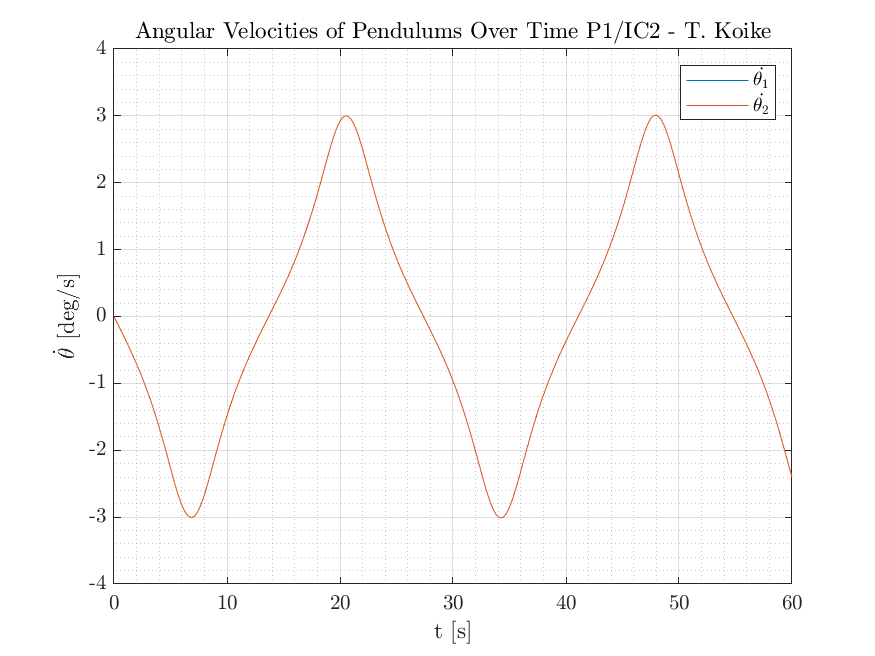 Angular Velocities of Pendulums Over Time P1/IC2 - T. Koike
4
3
2
1
0
-1
-2
-3
-4
θ̇ [deg/s]
θ̇₁
θ̇₂
0 10 20 30 40 50 60
t [s]